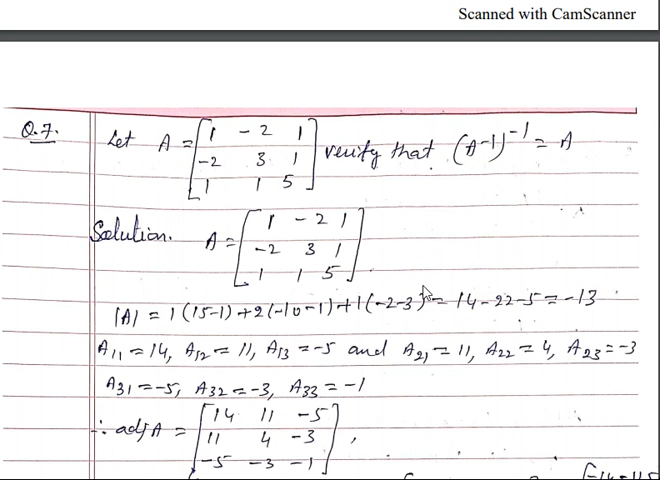 Scanned with CamScanner
Q.7. Let A = [1 -2 1
-2 3 1
1 1 5] verify that (A^-1)^-1 = A
Solution. A = [1 -2 1
-2 3 1
1 1 5].
|A| = 1(15-1)+2(-10-1)+1(-2-3) = 14-22-5 = -13
A11 = 14, A12 = 11, A13 = -5 and A21 = 11, A22 = 4, A23 = -3
A31 = -5, A32 = -3, A33 = -1
∴ adj A = [14 11 -5
11 4 -3
-5 -3 -1],